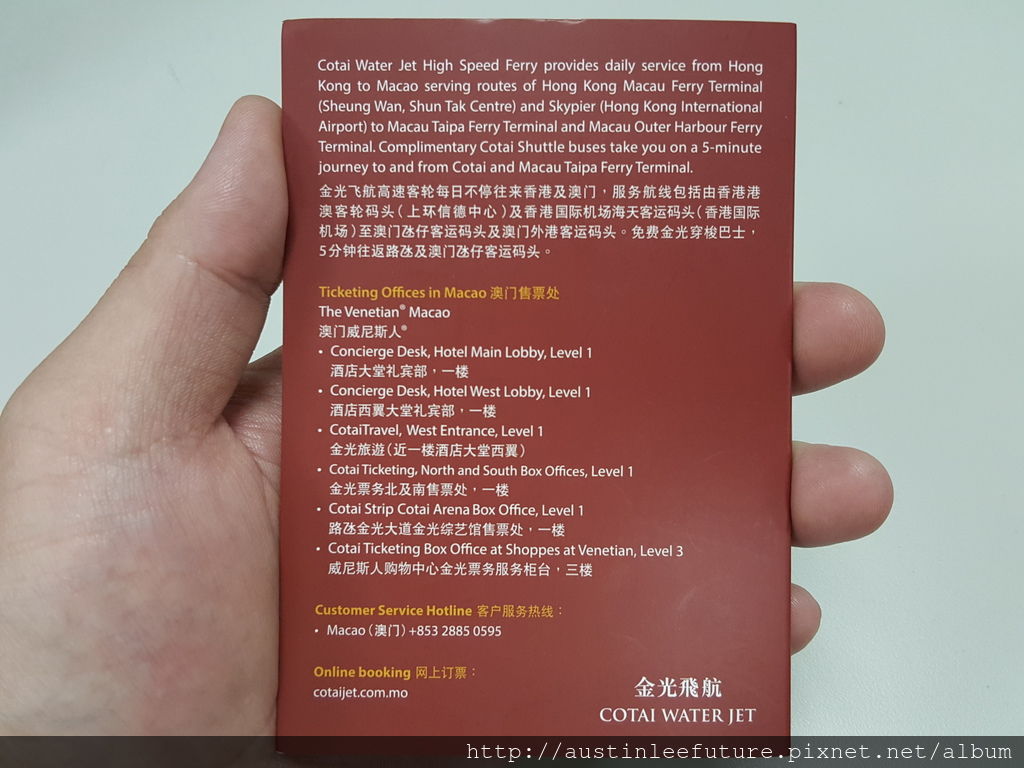 Cotai Water Jet High Speed Ferry provides daily service from Hong
Kong to Macao serving routes of Hong Kong Macau Ferry Terminal
(Sheung Wan, Shun Tak Centre) and Skypier (Hong Kong International
Airport) to Macau Taipa Ferry Terminal and Macau Outer Harbour Ferry
Terminal. Complimentary Cotai Shuttle buses take you on a 5-minute
journey to and from Cotai and Macau Taipa Ferry Terminal.
金光飞航高速客轮每日不停往来香港及澳门，服务航线包括由香港港
澳客轮码头（上环信德中心）及香港国际机场海天客运码头（香港国际
机场）至澳门氹仔客运码头及澳门外港客运码头。免费金光穿梭巴士，
5分钟往返路氹及澳门氹仔客运码头。
Ticketing Offices in Macao 澳门售票处
The Venetian® Macao
澳门威尼斯人®
• Concierge Desk, Hotel Main Lobby, Level 1
酒店大堂礼宾部，一楼
• Concierge Desk, Hotel West Lobby, Level 1
酒店西翼大堂礼宾部，一楼
• CotaiTravel, West Entrance, Level 1
金光旅遊（近一楼酒店大堂西翼）
• Cotai Ticketing, North and South Box Offices, Level 1
金光票务北及南售票处，一楼
• Cotai Strip Cotai Arena Box Office, Level 1
路氹金光大道金光综艺馆售票处，一楼
• Cotai Ticketing Box Office at Shoppes at Venetian, Level 3
威尼斯人购物中心金光票务服务柜台，三楼
Customer Service Hotline 客户服务热线：
• Macao（澳门）+853 2885 0595
Online booking 网上订票：
cotaijet.com.mo
金光飛航
COTAI WATER JET
http://austinleefuture.pixnet.net/album